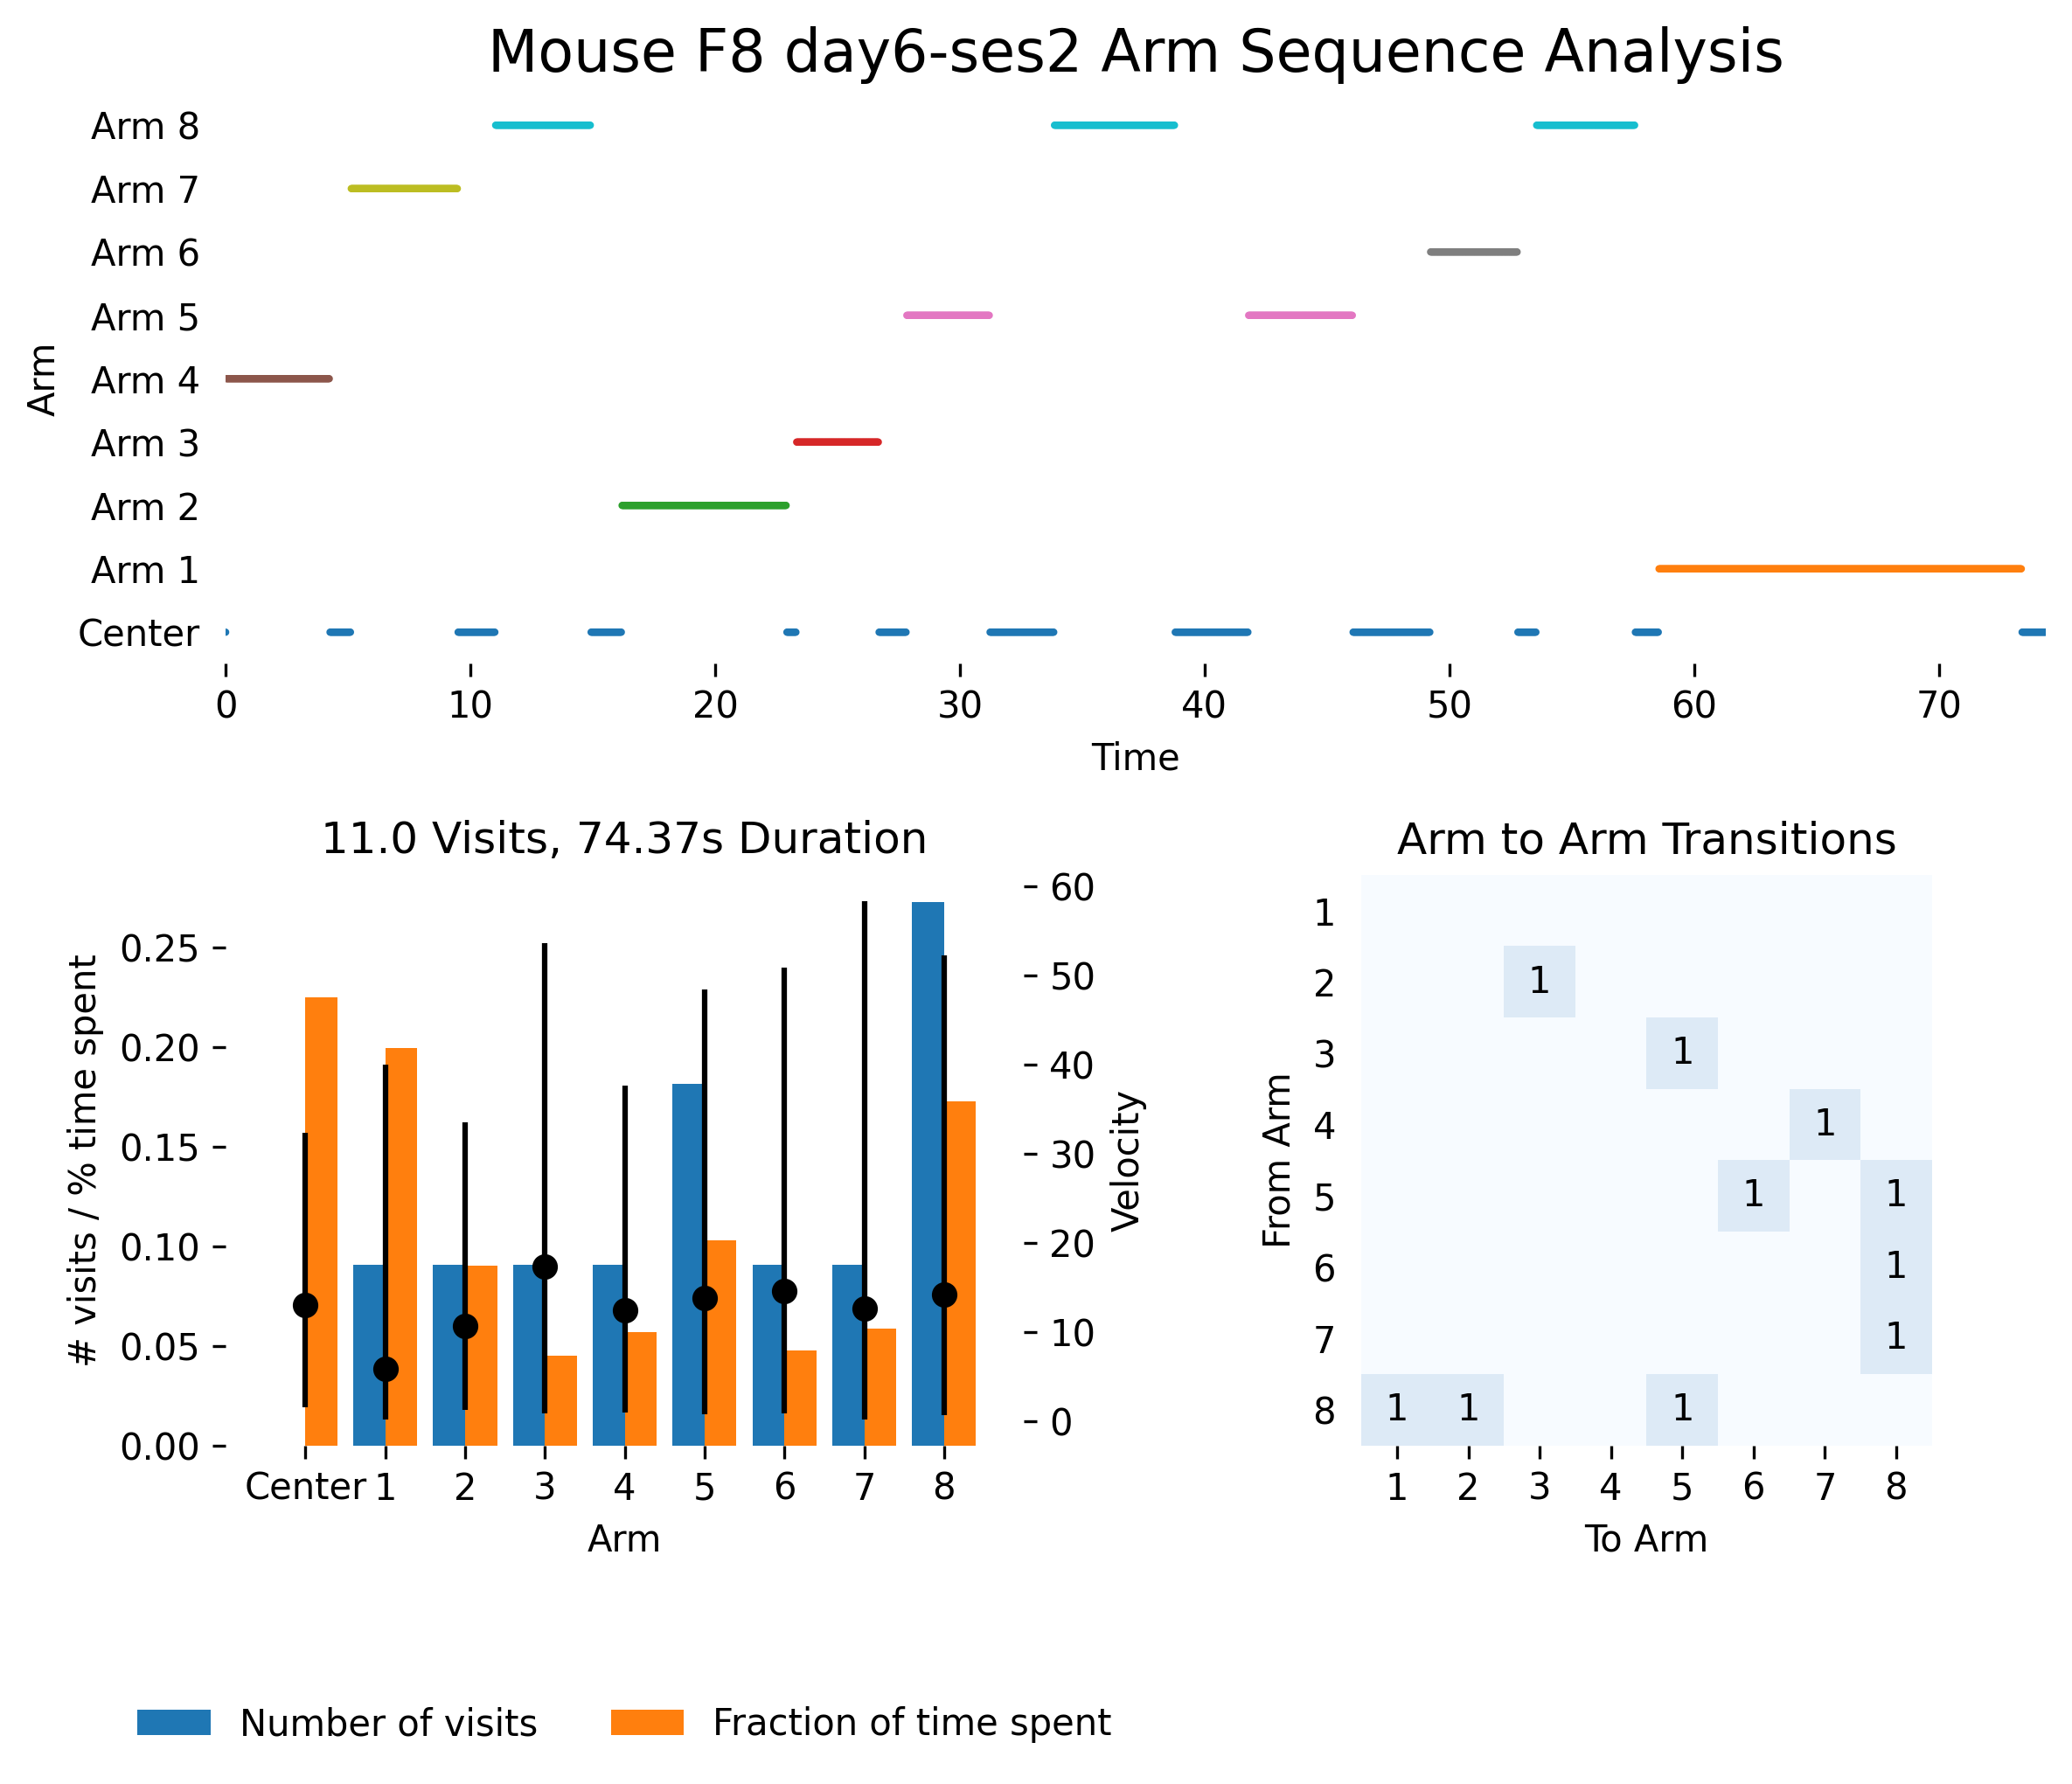 Mouse F8 day6-ses2 Arm Sequence Analysis
Arm 8
Arm 7
Arm 6
Arm 5
Arm 4
Arm 3
Arm 2
Arm 1
Center
Arm
0 10 20 30 40 50 60 70
Time
11.0 Visits, 74.37s Duration
0.25
0.20
0.15
0.10
0.05
0.00
# visits / % time spent
60
50
40
30
20
10
0
Velocity
Center 1 2 3 4 5 6 7 8
Arm
Arm to Arm Transitions
From Arm
1
2 1
3 1
4 1
5 1 1
6 1
7 1
8 1 1 1
1 2 3 4 5 6 7 8
To Arm
Number of visits
Fraction of time spent